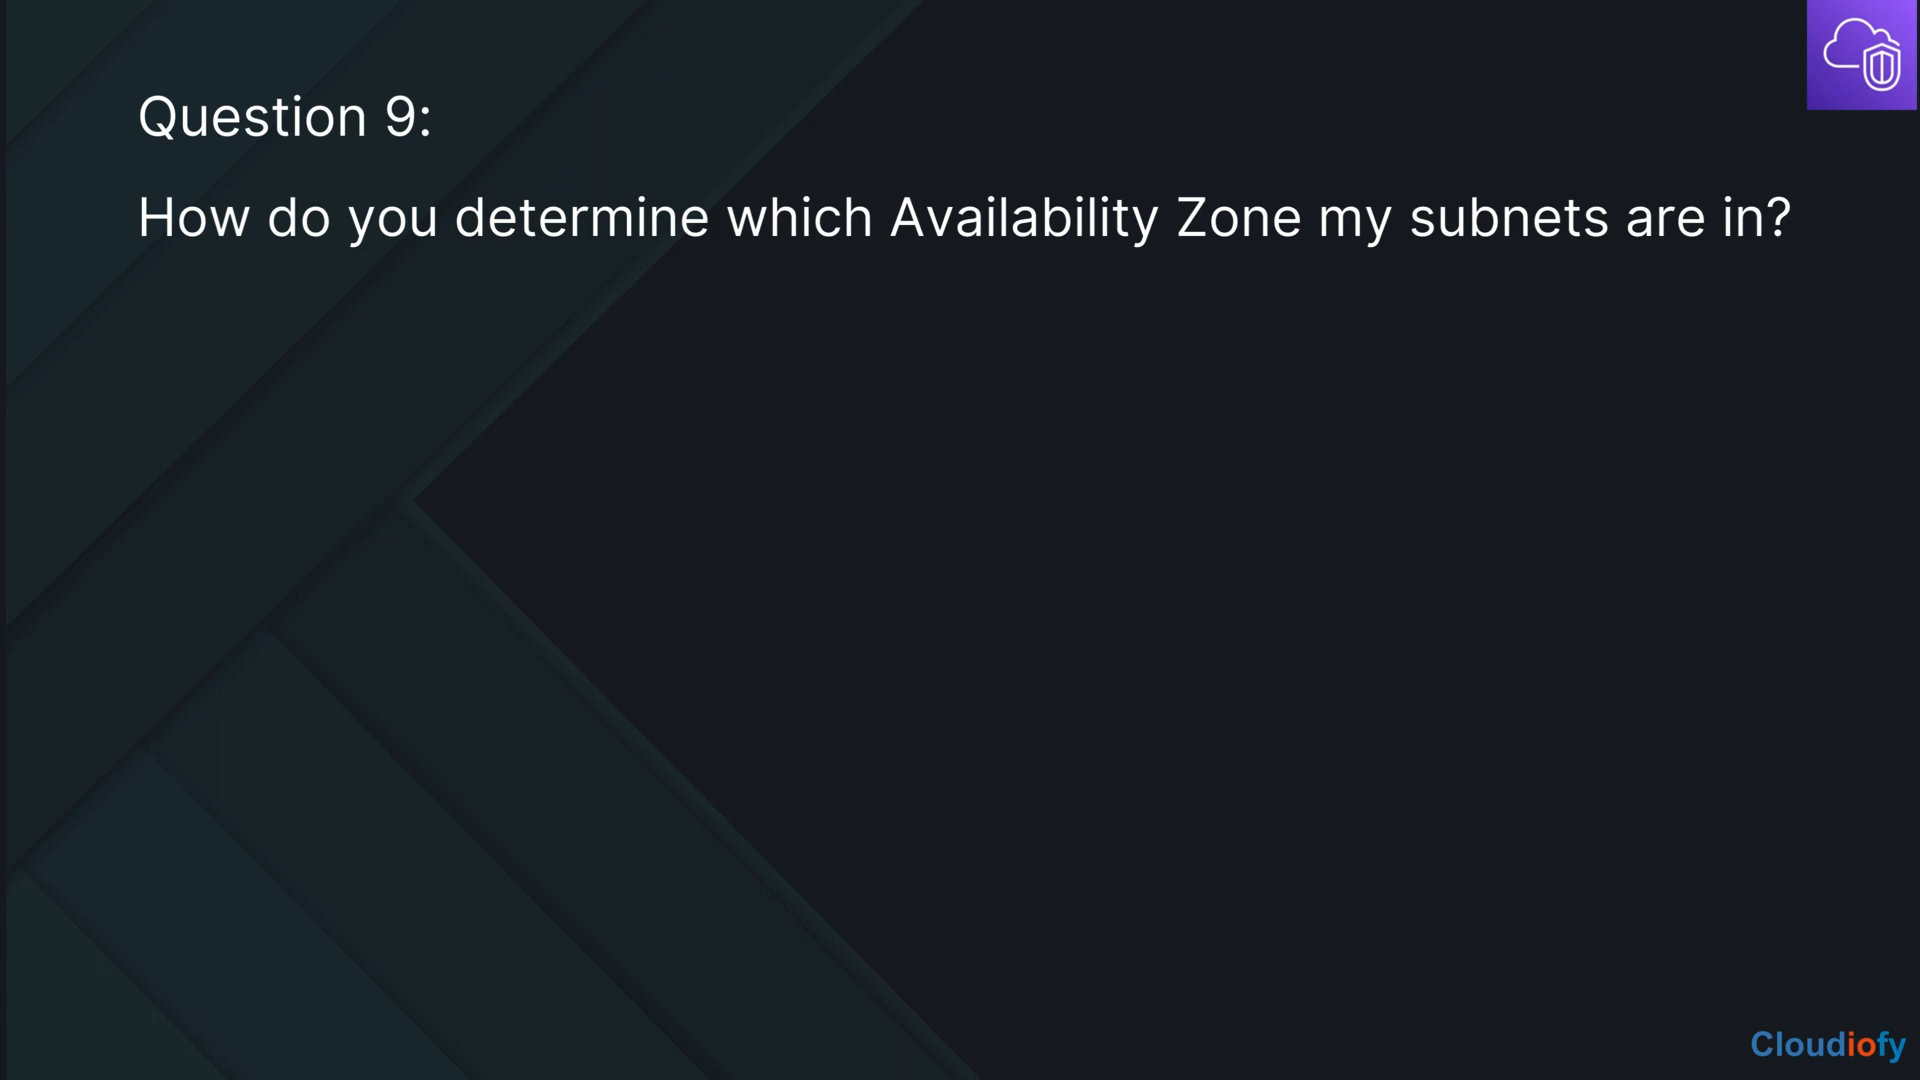 Question 9:
How do you determine which Availability Zone my subnets are in?
Cloudiofy